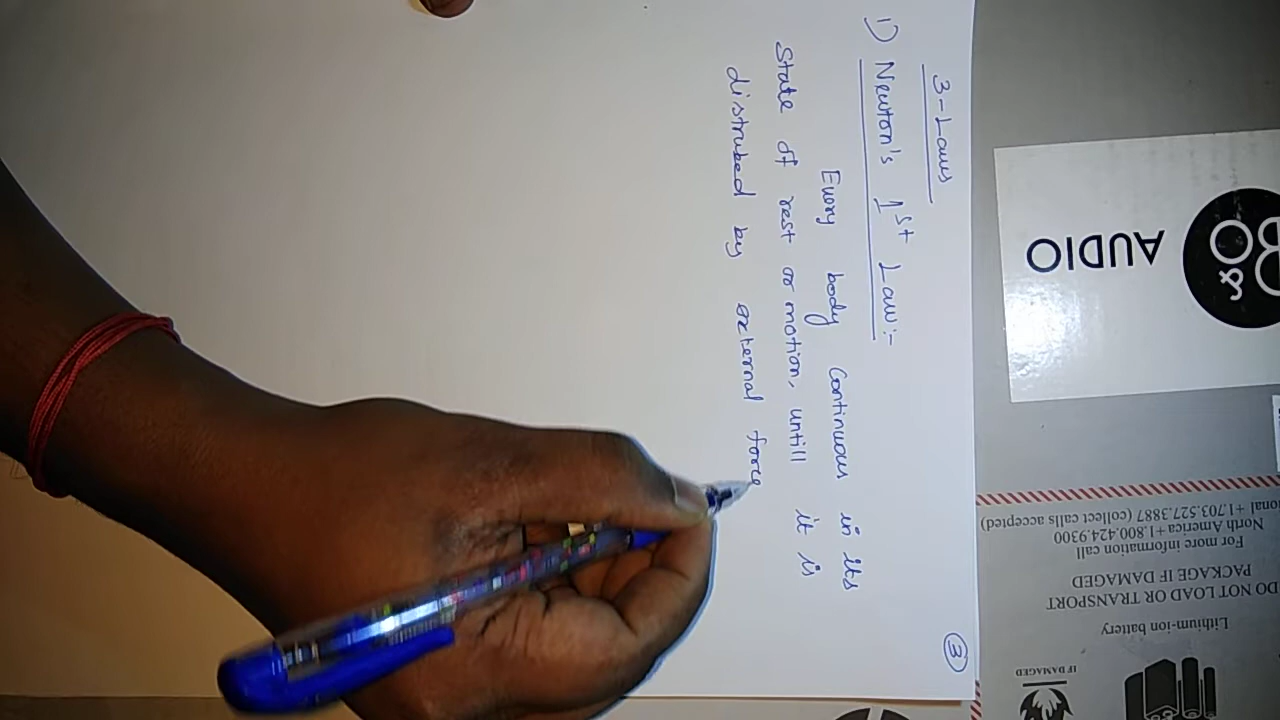 3
3-Laws
1) Newton's 1st Law:-
Every body Continuous in its
State of rest or motion, untill it is
distrubed by external force
B&O
AUDIO
Lithium-ion battery
DO NOT LOAD OR TRANSPORT
PACKAGE IF DAMAGED
For more information call
North America +1.800.424.9300
onal +1.703.527.3887 (collect calls accepted)
IF DAMAGED